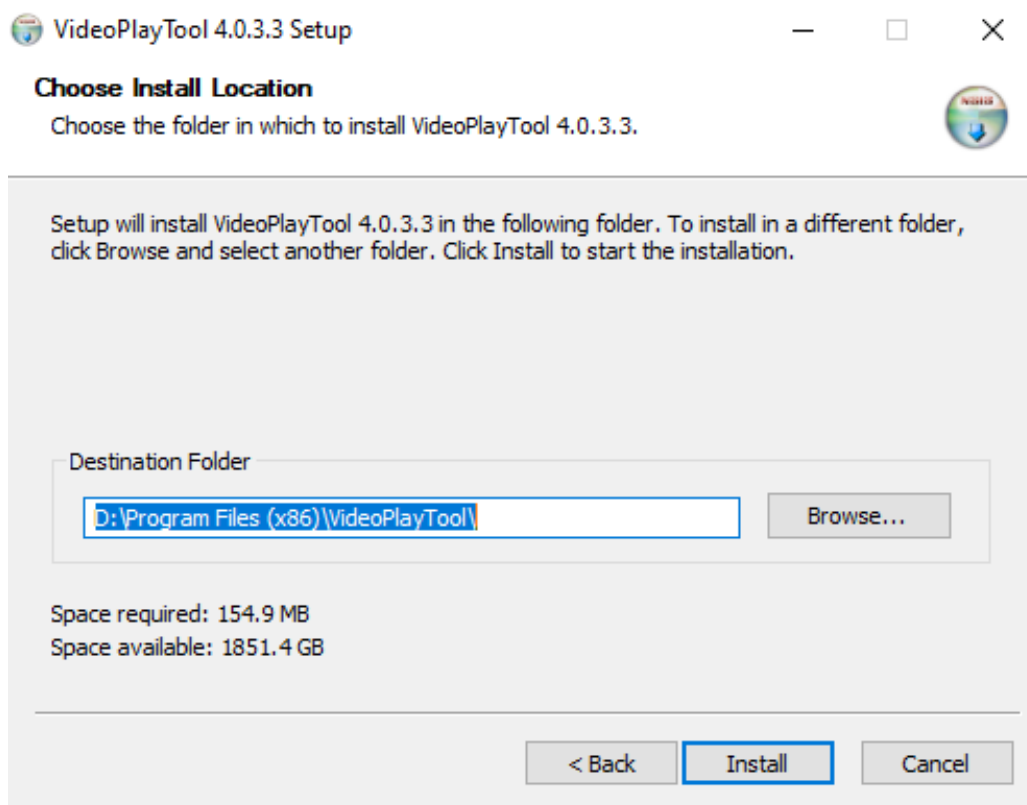 VideoPlayTool 4.0.3.3 Setup
Choose Install Location
Choose the folder in which to install VideoPlayTool 4.0.3.3.
Setup will install VideoPlayTool 4.0.3.3 in the following folder. To install in a different folder,
click Browse and select another folder. Click Install to start the installation.
Destination Folder
D:\Program Files (x86)\VideoPlayTool\
Browse...
Space required: 154.9 MB
Space available: 1851.4 GB
< Back
Install
Cancel